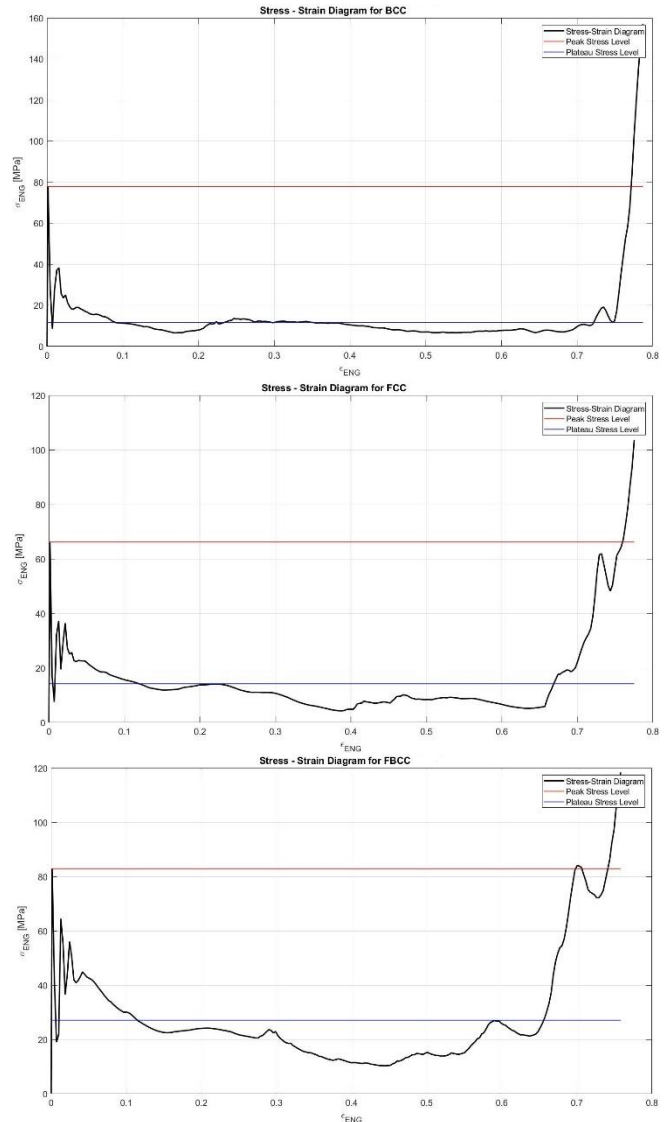 Stress - Strain Diagram for BCC
160
140
120
100
80
60
40
20
0
σENG [MPa]
Stress-Strain Diagram
Peak Stress Level
Plateau Stress Level
0 0.1 0.2 0.3 0.4 0.5 0.6 0.7 0.8
ϵENG
Stress - Strain Diagram for FCC
120
100
80
60
40
20
0
σENG [MPa]
Stress-Strain Diagram
Peak Stress Level
Plateau Stress Level
0 0.1 0.2 0.3 0.4 0.5 0.6 0.7 0.8
ϵENG
Stress - Strain Diagram for FBCC
120
100
80
60
40
20
0
σENG [MPa]
Stress-Strain Diagram
Peak Stress Level
Plateau Stress Level
0 0.1 0.2 0.3 0.4 0.5 0.6 0.7 0.8
ϵENG